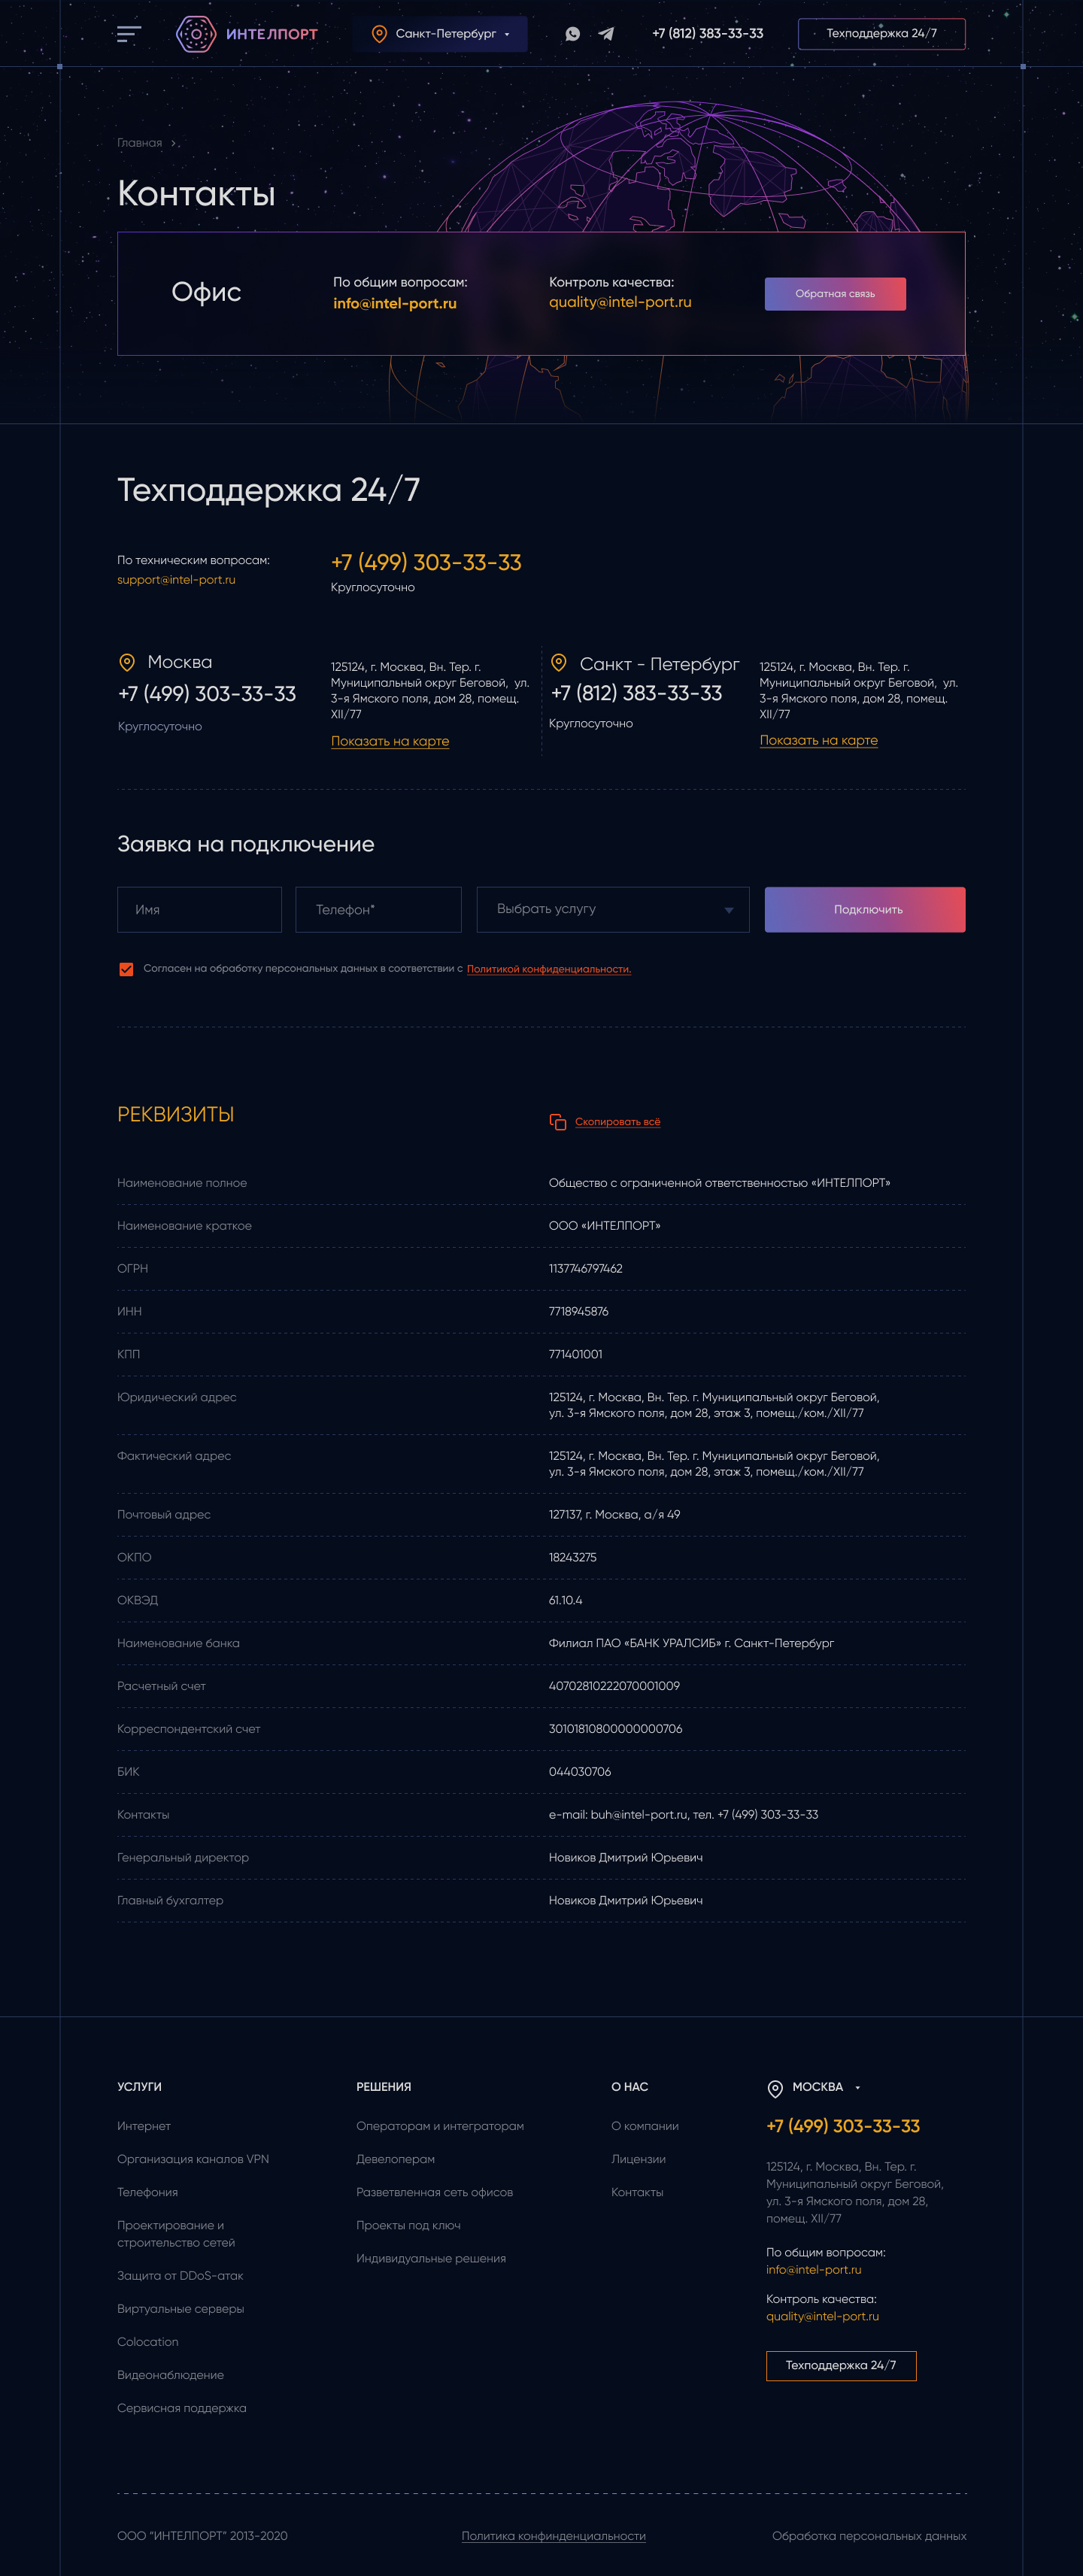 ИНТЕЛПОРТ
Санкт-Петербург
+7 (812) 383-33-33
Техподдержка 24/7
Главная
Контакты
Офис
По общим вопросам:
info@intel-port.ru
Контроль качества:
quality@intel-port.ru
Обратная связь
Техподдержка 24/7
По техническим вопросам:
support@intel-port.ru
+7 (499) 303-33-33
Круглосуточно
Москва
+7 (499) 303-33-33
Круглосуточно
125124, г. Москва, Вн. Тер. г.
Муниципальный округ Беговой, ул.
3-я Ямского поля, дом 28, помещ.
XII/77
Показать на карте
Санкт - Петербург
+7 (812) 383-33-33
Круглосуточно
125124, г. Москва, Вн. Тер. г.
Муниципальный округ Беговой, ул.
3-я Ямского поля, дом 28, помещ.
XII/77
Показать на карте
Заявка на подключение
Имя
Телефон*
Выбрать услугу
Подключить
Согласен на обработку персональных данных в соответствии с Политикой конфиденциальности.
РЕКВИЗИТЫ
Скопировать всё
Наименование полное
Общество с ограниченной ответственностью «ИНТЕЛПОРТ»
Наименование краткое
ООО «ИНТЕЛПОРТ»
ОГРН
1137746797462
ИНН
7718945876
КПП
771401001
Юридический адрес
125124, г. Москва, Вн. Тер. г. Муниципальный округ Беговой,
ул. 3-я Ямского поля, дом 28, этаж 3, помещ./ком./XII/77
Фактический адрес
125124, г. Москва, Вн. Тер. г. Муниципальный округ Беговой,
ул. 3-я Ямского поля, дом 28, этаж 3, помещ./ком./XII/77
Почтовый адрес
127137, г. Москва, а/я 49
ОКПО
18243275
ОКВЭД
61.10.4
Наименование банка
Филиал ПАО «БАНК УРАЛСИБ» г. Санкт-Петербург
Расчетный счет
40702810222070001009
Корреспондентский счет
30101810800000000706
БИК
044030706
Контакты
e-mail: buh@intel-port.ru, тел. +7 (499) 303-33-33
Генеральный директор
Новиков Дмитрий Юрьевич
Главный бухгалтер
Новиков Дмитрий Юрьевич
УСЛУГИ
Интернет
Организация каналов VPN
Телефония
Проектирование и
строительство сетей
Защита от DDoS-атак
Виртуальные серверы
Colocation
Видеонаблюдение
Сервисная поддержка
РЕШЕНИЯ
Операторам и интеграторам
Девелоперам
Разветвленная сеть офисов
Проекты под ключ
Индивидуальные решения
О НАС
О компании
Лицензии
Контакты
МОСКВА
+7 (499) 303-33-33
125124, г. Москва, Вн. Тер. г.
Муниципальный округ Беговой,
ул. 3-я Ямского поля, дом 28,
помещ. XII/77
По общим вопросам:
info@intel-port.ru
Контроль качества:
quality@intel-port.ru
Техподдержка 24/7
ООО "ИНТЕЛПОРТ" 2013-2020
Политика конфинденциальности
Обработка персональных данных